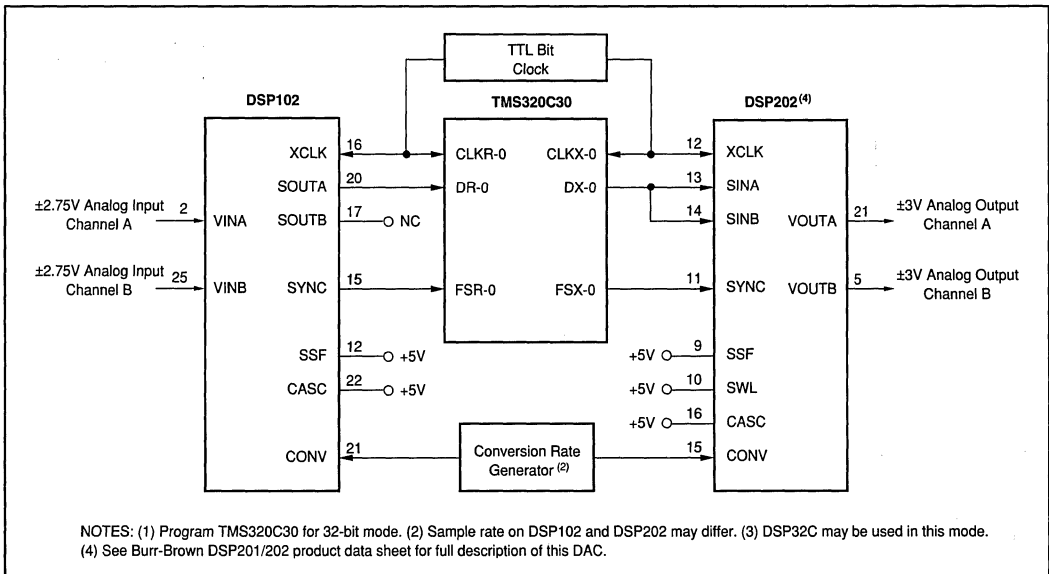 TTL Bit
Clock
DSP102
TMS320C30
DSP202(4)
XCLK
16
CLKR-0
CLKX-0
12
XCLK
SOUTA
20
DR-0
DX-0
13
SINA
±2.75V Analog Input
Channel A
2
VINA
SOUTB
17
NC
14
SINB
VOUTA
21
±3V Analog Output
Channel A
±2.75V Analog Input
Channel B
25
VINB
SYNC
15
FSR-0
FSX-0
11
SYNC
VOUTB
5
±3V Analog Output
Channel B
SSF
12
+5V
+5V
9
SSF
CASC
22
+5V
+5V
10
SWL
+5V
16
CASC
CONV
21
Conversion Rate
Generator (2)
15
CONV
NOTES: (1) Program TMS320C30 for 32-bit mode. (2) Sample rate on DSP102 and DSP202 may differ. (3) DSP32C may be used in this mode.
(4) See Burr-Brown DSP201/202 product data sheet for full description of this DAC.